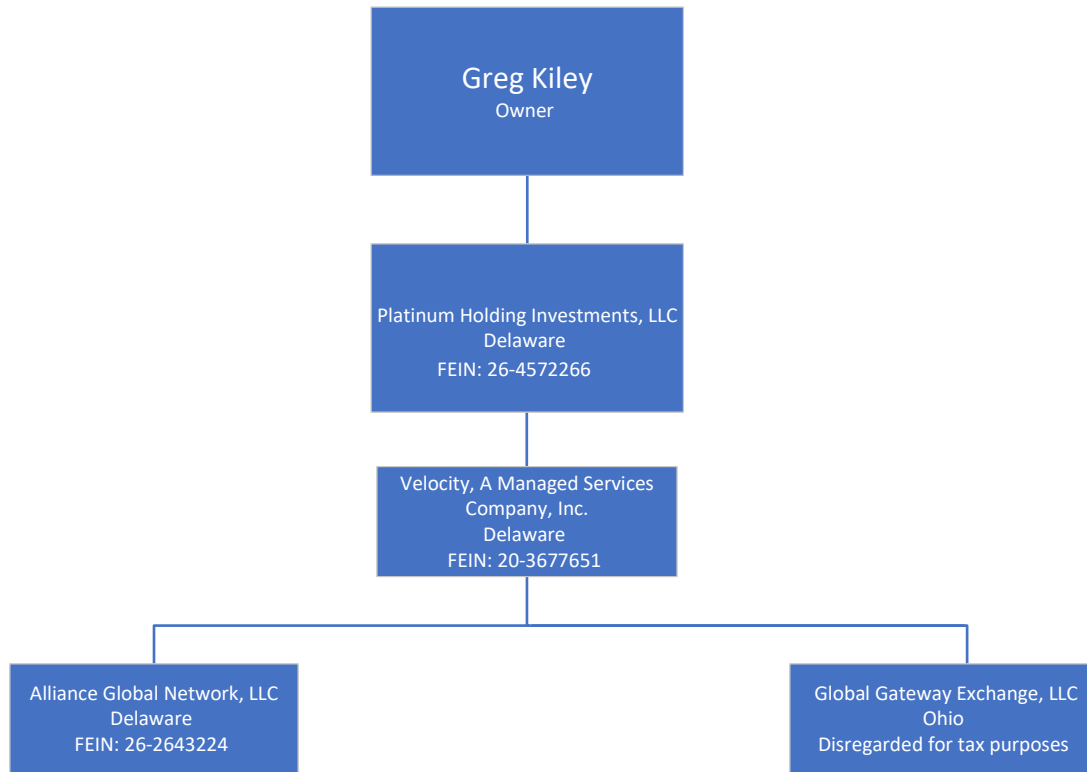 Greg Kiley
Owner
Platinum Holding Investments, LLC
Delaware
FEIN: 26-4572266
Velocity, A Managed Services
Company, Inc.
Delaware
FEIN: 20-3677651
Alliance Global Network, LLC
Delaware
FEIN: 26-2643224
Global Gateway Exchange, LLC
Ohio
Disregarded for tax purposes